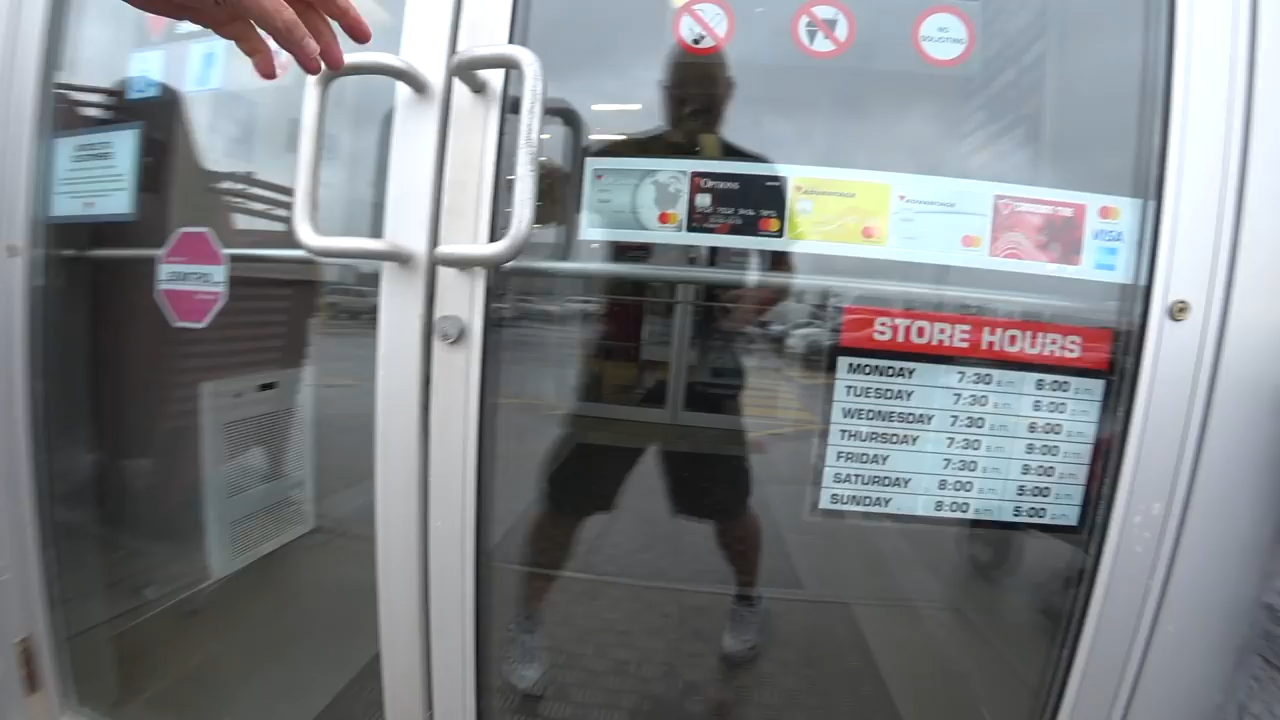 NO
SOLICITING
OPTIONS
ADVANTAGE
VISA
STORE HOURS
MONDAY 7:30 a.m. 6:00 p.m.
TUESDAY 7:30 a.m. 6:00 p.m.
WEDNESDAY 7:30 a.m. 6:00 p.m.
THURSDAY 7:30 a.m. 9:00 p.m.
FRIDAY 7:30 a.m. 9:00 p.m.
SATURDAY 8:00 a.m. 5:00 p.m.
SUNDAY 8:00 a.m. 5:00 p.m.